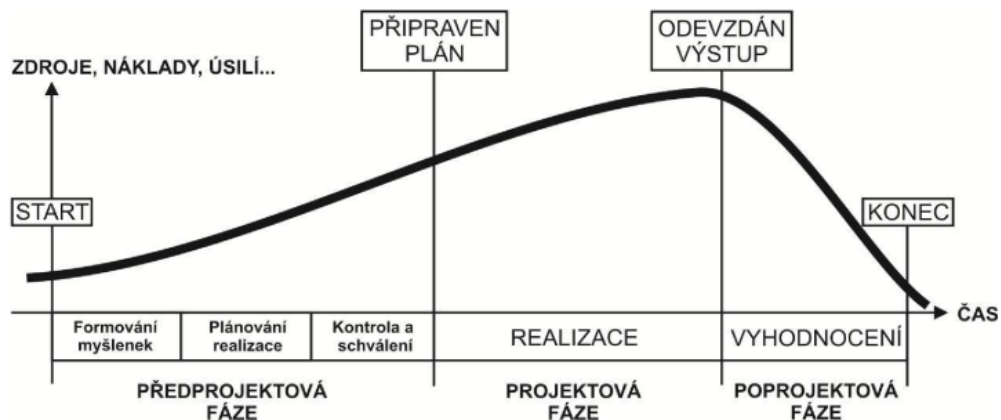 PŘIPRAVEN
PLÁN
ODEVZDÁN
VÝSTUP
ZDROJE, NÁKLADY, ÚSILÍ...
START
KONEC
ČAS
Formování
myšlenek
Plánování
realizace
Kontrola a
schválení
REALIZACE
VYHODNOCENÍ
PŘEDPROJEKTOVÁ
FÁZE
PROJEKTOVÁ
FÁZE
POPROJEKTOVÁ
FÁZE